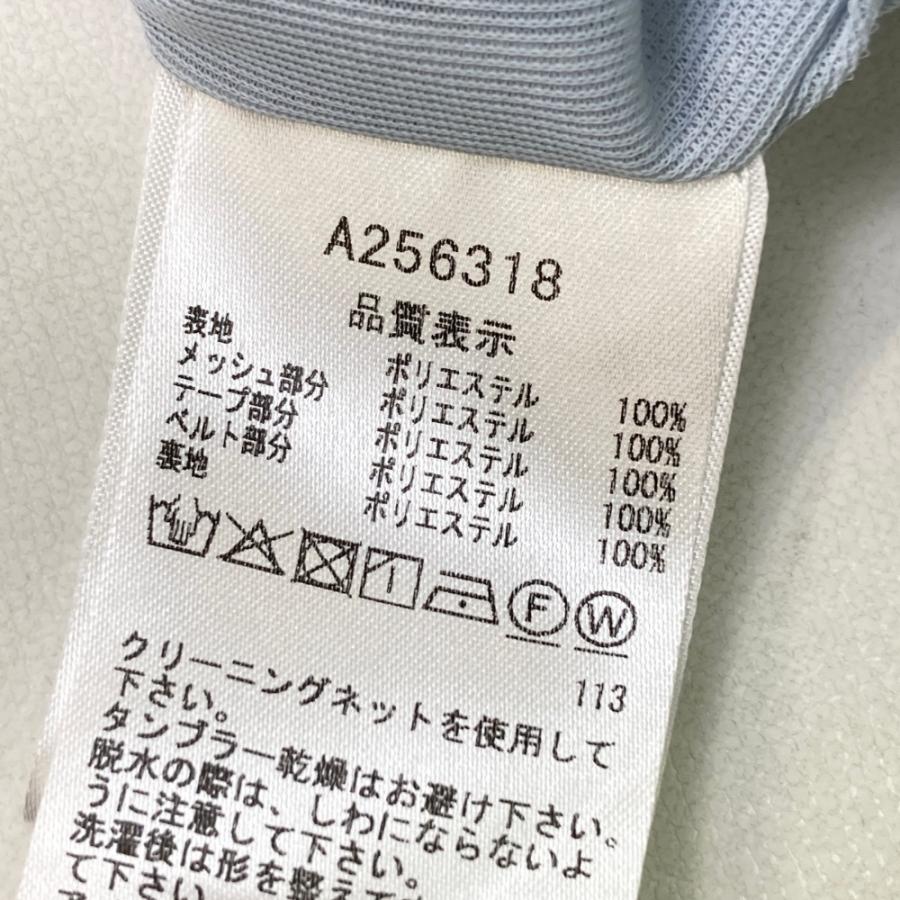 A256318
品質表示
表地 ポリエステル 100%
メッシュ部分 ポリエステル 100%
テープ部分 ポリエステル 100%
ベルト部分 ポリエステル 100%
裏地 ポリエステル 100%
F W
113
クリーニングネットを使用して
下さい。
タンブラー乾燥はお避け下さい。
脱水の際は、しわにならないよ
うに注意して下さい。
洗濯後は形を整えて
て下さい